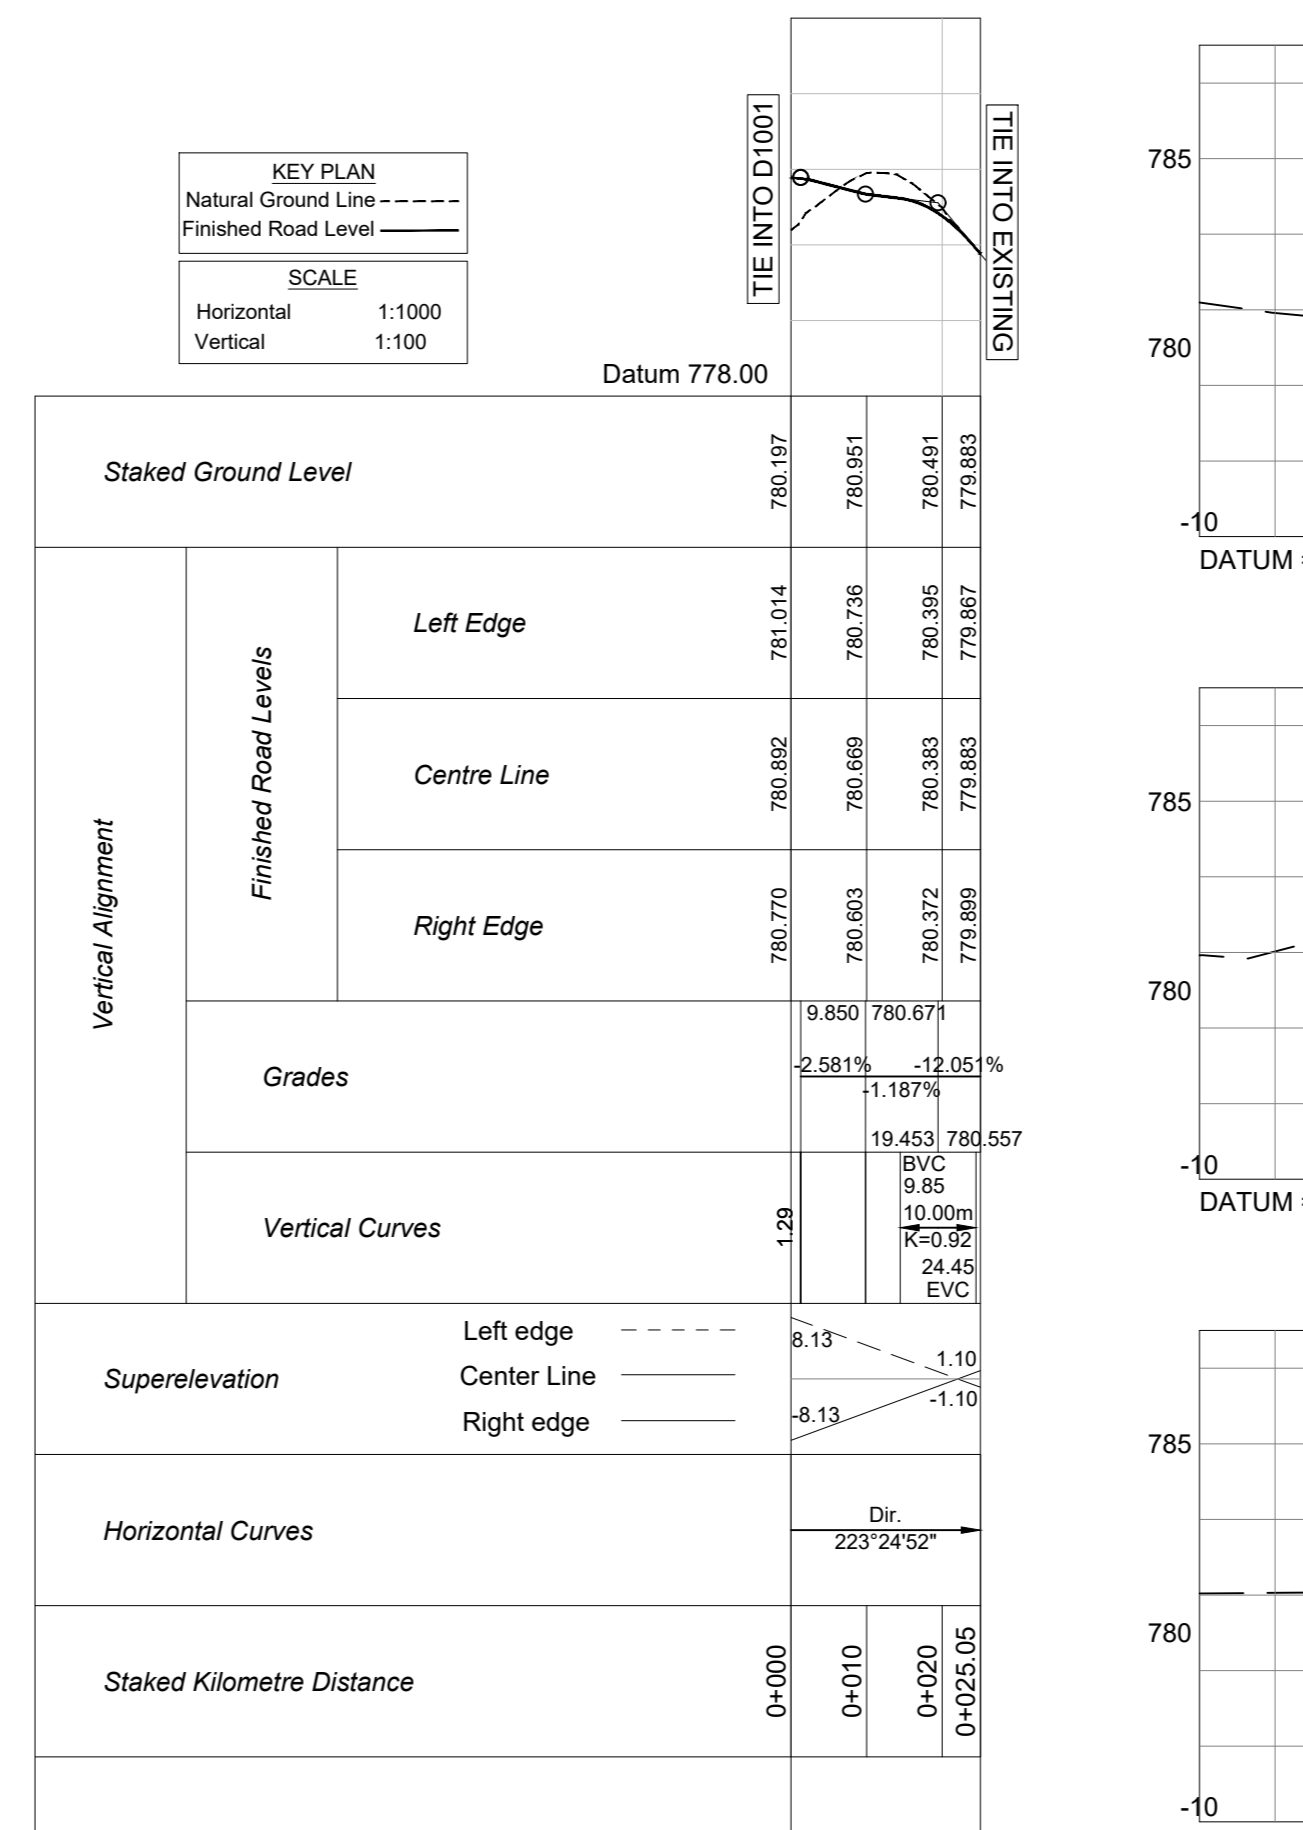 KEY PLAN
Natural Ground Line
Finished Road Level
SCALE
Horizontal 1:1000
Vertical 1:100
TIE INTO D1001
TIE INTO EXISTING
Datum 778.00
Staked Ground Level 780.197 780.951 780.491 779.883
Vertical Alignment
Finished Road Levels
Left Edge 781.014 780.736 780.395 779.867
Centre Line 780.892 780.669 780.383 779.883
Right Edge 780.770 780.603 780.372 779.899
Grades
9.850 780.671
-2.581% -12.051%
-1.187%
19.453 780.557
Vertical Curves
1.29
BVC
9.85
10.00m
K=0.92
24.45
EVC
Superelevation
Left edge
Center Line
Right edge
8.13
1.10
-1.10
-8.13
Horizontal Curves
Dir.
223°24'52"
Staked Kilometre Distance 0+000 0+010 0+020 0+025.05
785
780
-10
DATUM =
785
780
-10
DATUM =
785
780
-10